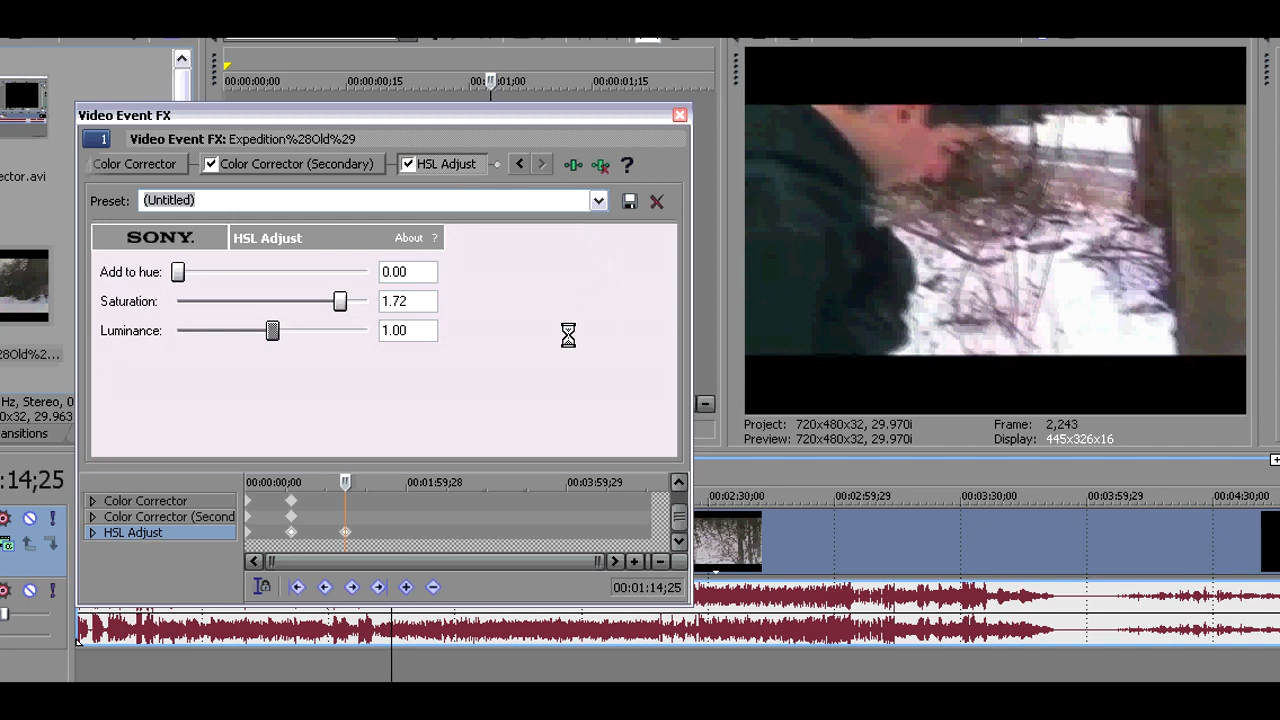 00:00:00;00 00:00:00;15 00:00:01;00 00:00:01;15
Video Event FX
1 Video Event FX: Expedition%28Old%29
Color Corrector Color Corrector (Secondary) HSL Adjust ?
ector.avi
Preset: (Untitled)
SONY. HSL Adjust About ?
Add to hue: 0.00
Saturation: 1.72
Luminance: 1.00
8Old%2...
Hz, Stereo, 0
0x32, 29.963
ansitions
Project: 720x480x32, 29.970i Frame: 2,243
Preview: 720x480x32, 29.970i Display: 445x326x16
:14;25
00:00:00;00 00:01:59;28 00:03:59;29
00:02:30;00 00:02:59;29 00:03:30;00 00:03:59;29 00:04:30;00
Color Corrector
Color Corrector (Second
HSL Adjust
00:01:14;25